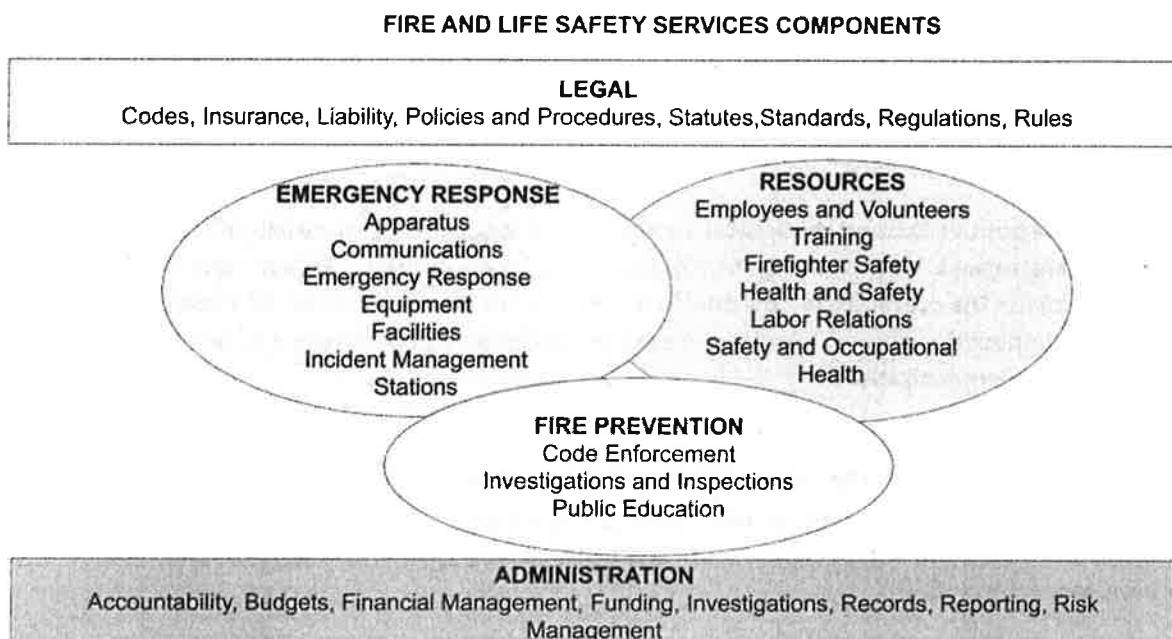 FIRE AND LIFE SAFETY SERVICES COMPONENTS
LEGAL
Codes, Insurance, Liability, Policies and Procedures, Statutes,Standards, Regulations, Rules
EMERGENCY RESPONSE
Apparatus
Communications
Emergency Response
Equipment
Facilities
Incident Management
Stations
RESOURCES
Employees and Volunteers
Training
Firefighter Safety
Health and Safety
Labor Relations
Safety and Occupational
Health
FIRE PREVENTION
Code Enforcement
Investigations and Inspections
Public Education
ADMINISTRATION
Accountability, Budgets, Financial Management, Funding, Investigations, Records, Reporting, Risk
Management